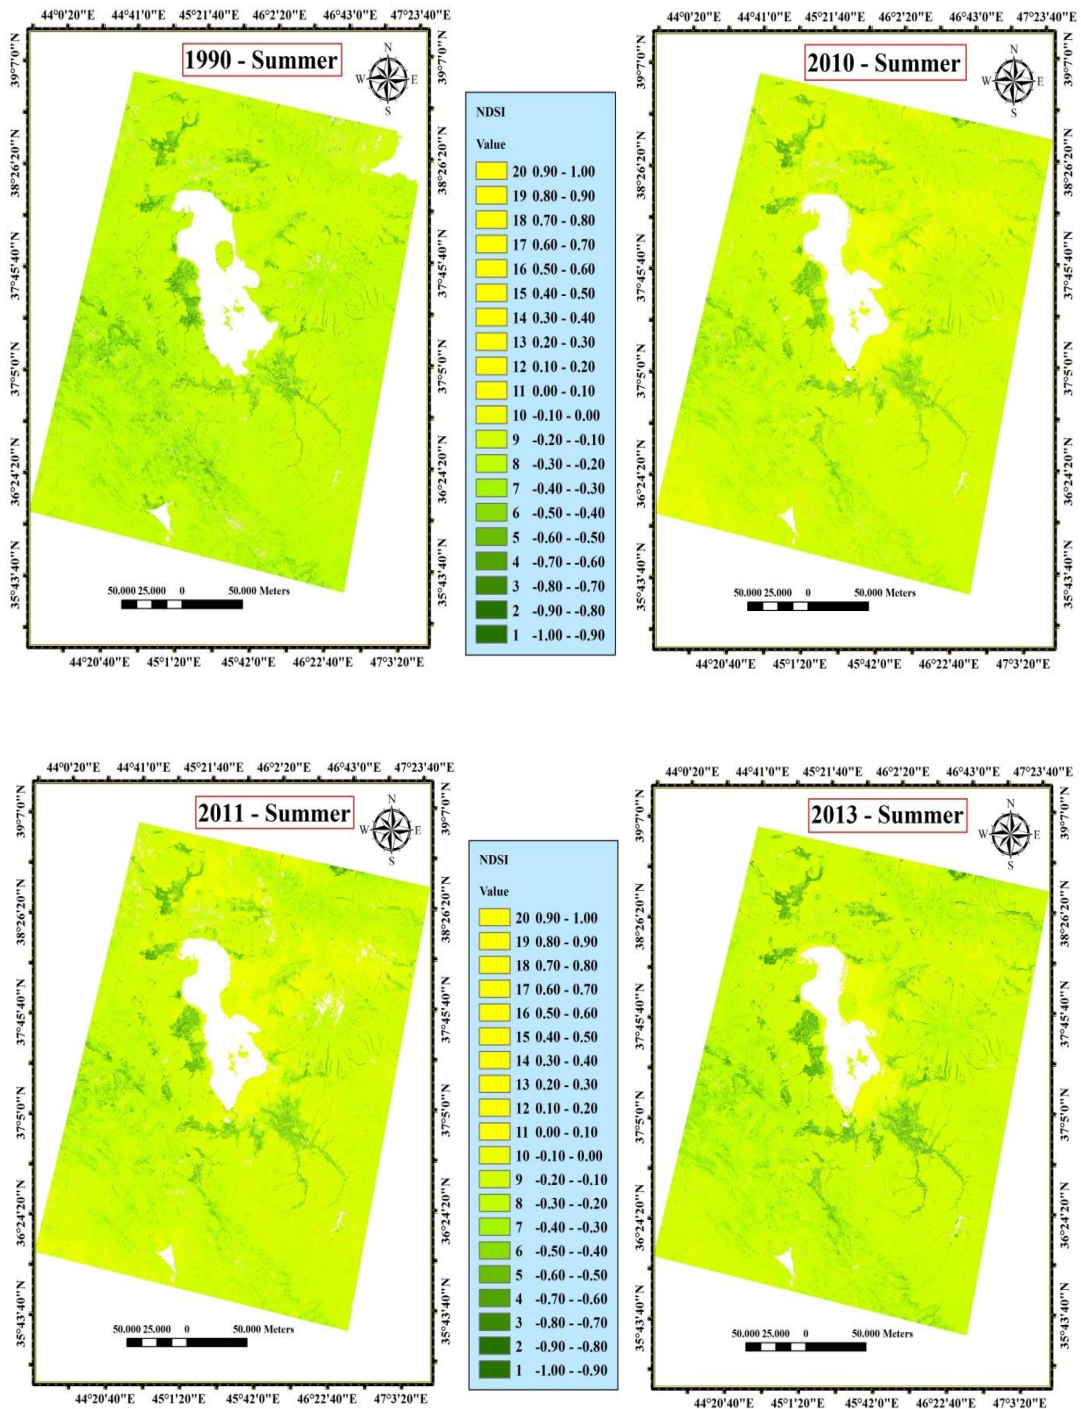 44°0'20"E 44°41'0"E 45°21'40"E 46°2'20"E 46°43'0"E 47°23'40"E
1990 - Summer
N
W E
S
39°7'0"N
38°26'20"N
37°45'40"N
37°5'0"N
36°24'20"N
35°43'40"N
50.000 25.000 0 50.000 Meters
44°20'40"E 45°1'20"E 45°42'0"E 46°22'40"E 47°3'20"E
NDSI
Value
20 0.90 - 1.00
19 0.80 - 0.90
18 0.70 - 0.80
17 0.60 - 0.70
16 0.50 - 0.60
15 0.40 - 0.50
14 0.30 - 0.40
13 0.20 - 0.30
12 0.10 - 0.20
11 0.00 - 0.10
10 -0.10 - 0.00
9 -0.20 - -0.10
8 -0.30 - -0.20
7 -0.40 - -0.30
6 -0.50 - -0.40
5 -0.60 - -0.50
4 -0.70 - -0.60
3 -0.80 - -0.70
2 -0.90 - -0.80
1 -1.00 - -0.90
44°0'20"E 44°41'0"E 45°21'40"E 46°2'20"E 46°43'0"E 47°23'40"E
2010 - Summer
N
W E
S
39°7'0"N
38°26'20"N
37°45'40"N
37°5'0"N
36°24'20"N
35°43'40"N
50.000 25.000 0 50.000 Meters
44°20'40"E 45°1'20"E 45°42'0"E 46°22'40"E 47°3'20"E
44°0'20"E 44°41'0"E 45°21'40"E 46°2'20"E 46°43'0"E 47°23'40"E
2011 - Summer
N
W E
S
39°7'0"N
38°26'20"N
37°45'40"N
37°5'0"N
36°24'20"N
35°43'40"N
50.000 25.000 0 50.000 Meters
44°20'40"E 45°1'20"E 45°42'0"E 46°22'40"E 47°3'20"E
NDSI
Value
20 0.90 - 1.00
19 0.80 - 0.90
18 0.70 - 0.80
17 0.60 - 0.70
16 0.50 - 0.60
15 0.40 - 0.50
14 0.30 - 0.40
13 0.20 - 0.30
12 0.10 - 0.20
11 0.00 - 0.10
10 -0.10 - 0.00
9 -0.20 - -0.10
8 -0.30 - -0.20
7 -0.40 - -0.30
6 -0.50 - -0.40
5 -0.60 - -0.50
4 -0.70 - -0.60
3 -0.80 - -0.70
2 -0.90 - -0.80
1 -1.00 - -0.90
44°0'20"E 44°41'0"E 45°21'40"E 46°2'20"E 46°43'0"E 47°23'40"E
2013 - Summer
N
W E
S
39°7'0"N
38°26'20"N
37°45'40"N
37°5'0"N
36°24'20"N
35°43'40"N
50.000 25.000 0 50.000 Meters
44°20'40"E 45°1'20"E 45°42'0"E 46°22'40"E 47°3'20"E